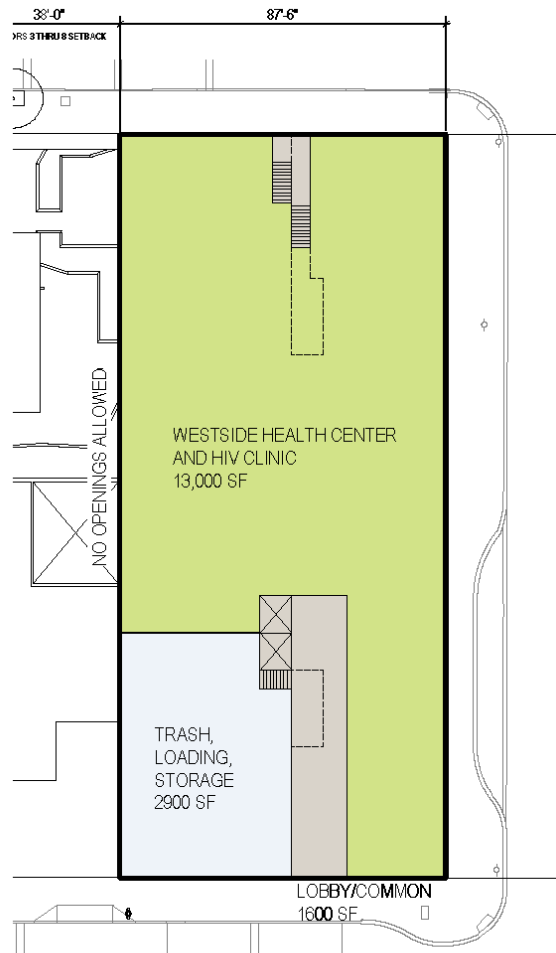 38'-0" 87'-6"
ORS 3 THRU 8 SETBACK
NO OPENINGS ALLOWED
WESTSIDE HEALTH CENTER
AND HIV CLINIC
13,000 SF
TRASH,
LOADING,
STORAGE
2900 SF
LOBBY/COMMON
1600 SF